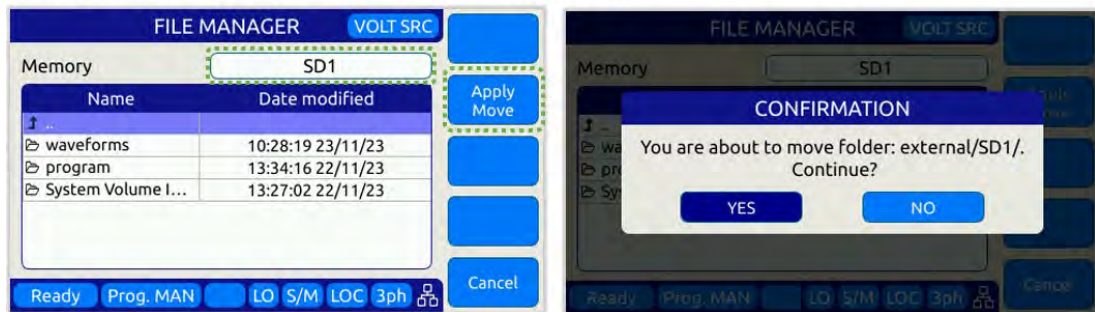 FILE MANAGER VOLT SRC
Memory SD1
Name Date modified
..
waveforms 10:28:19 23/11/23
program 13:34:16 22/11/23
System Volume I... 13:27:02 22/11/23
Apply
Move
Cancel
Ready Prog. MAN LO S/M LOC 3ph
FILE MANAGER VOLT SRC
Memory SD1
CONFIRMATION
You are about to move folder: external/SD1/.
Continue?
YES NO
Cancel
Ready Prog. MAN LO S/M LOC 3ph